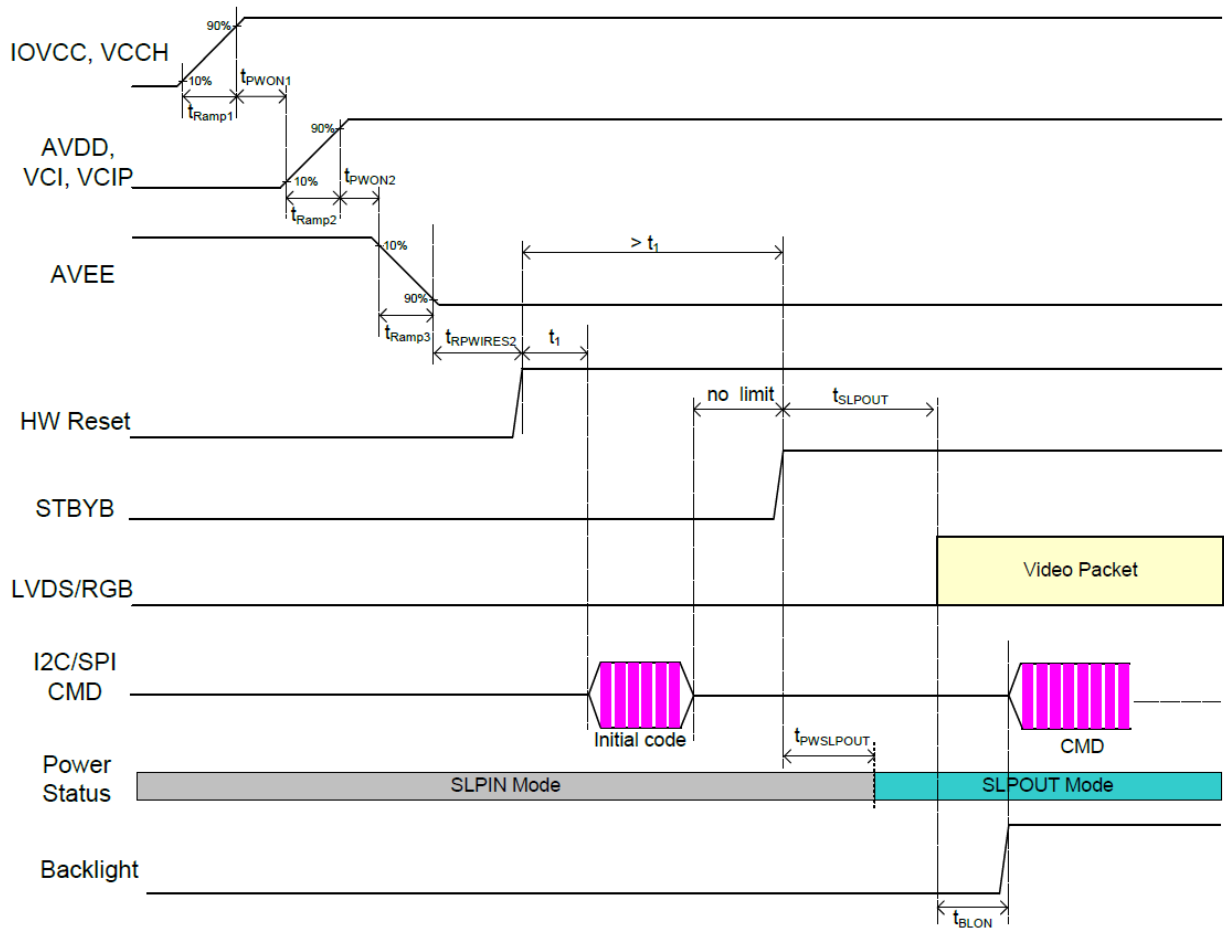 90%
IOVCC, VCCH
10%
tPWON1
tRamp1
90%
AVDD,
VCI, VCIP
10%
tPWON2
tRamp2
> t1
10%
AVEE
90%
tRamp3
tRPWIRES2
t1
no limit
tSLPOUT
HW Reset
STBYB
Video Packet
LVDS/RGB
I2C/SPI
CMD
Initial code
CMD
tPWSLPOUT
Power
Status
SLPIN Mode
SLPOUT Mode
Backlight
tBLON